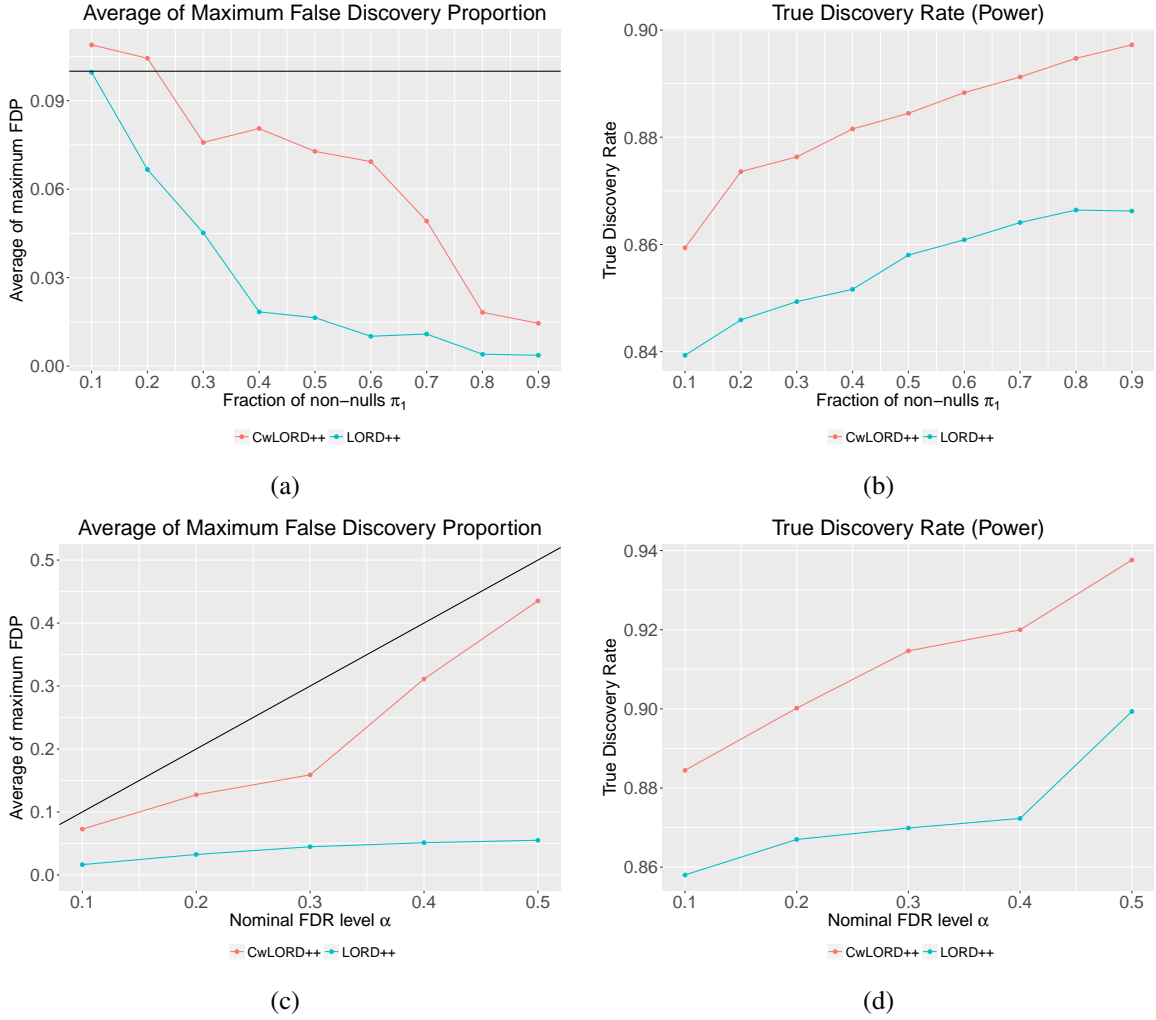 Average of Maximum False Discovery Proportion
Average of maximum FDP
0.09
0.06
0.03
0.00
0.1 0.2 0.3 0.4 0.5 0.6 0.7 0.8 0.9
Fraction of non−nulls π₁
CwLORD++ LORD++
(a)
True Discovery Rate (Power)
True Discovery Rate
0.90
0.88
0.86
0.84
0.1 0.2 0.3 0.4 0.5 0.6 0.7 0.8 0.9
Fraction of non−nulls π₁
CwLORD++ LORD++
(b)
Average of Maximum False Discovery Proportion
Average of maximum FDP
0.5
0.4
0.3
0.2
0.1
0.0
0.1 0.2 0.3 0.4 0.5
Nominal FDR level α
CwLORD++ LORD++
(c)
True Discovery Rate (Power)
True Discovery Rate
0.94
0.92
0.90
0.88
0.86
0.1 0.2 0.3 0.4 0.5
Nominal FDR level α
CwLORD++ LORD++
(d)